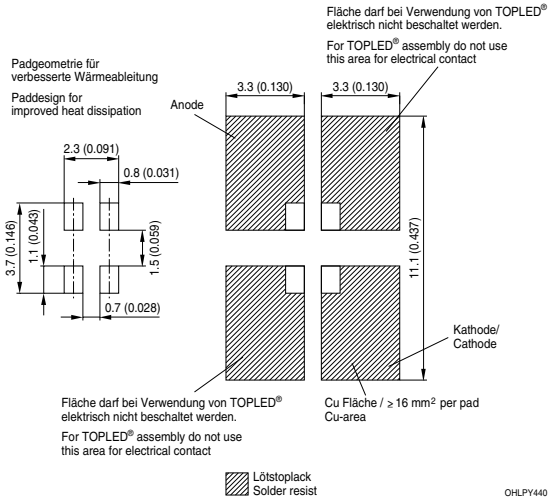 Fläche darf bei Verwendung von TOPLED®
elektrisch nicht beschaltet werden.
For TOPLED® assembly do not use
this area for electrical contact
Padgeometrie für
verbesserte Wärmeableitung
Paddesign for
improved heat dissipation
Anode
3.3 (0.130)
3.3 (0.130)
2.3 (0.091)
0.8 (0.031)
3.7 (0.146)
1.1 (0.043)
1.5 (0.059)
11.1 (0.437)
0.7 (0.028)
Kathode/
Cathode
Fläche darf bei Verwendung von TOPLED®
elektrisch nicht beschaltet werden.
For TOPLED® assembly do not use
this area for electrical contact
Cu Fläche / ≥ 16 mm² per pad
Cu-area
Lötstoplack
Solder resist
OHLPY440